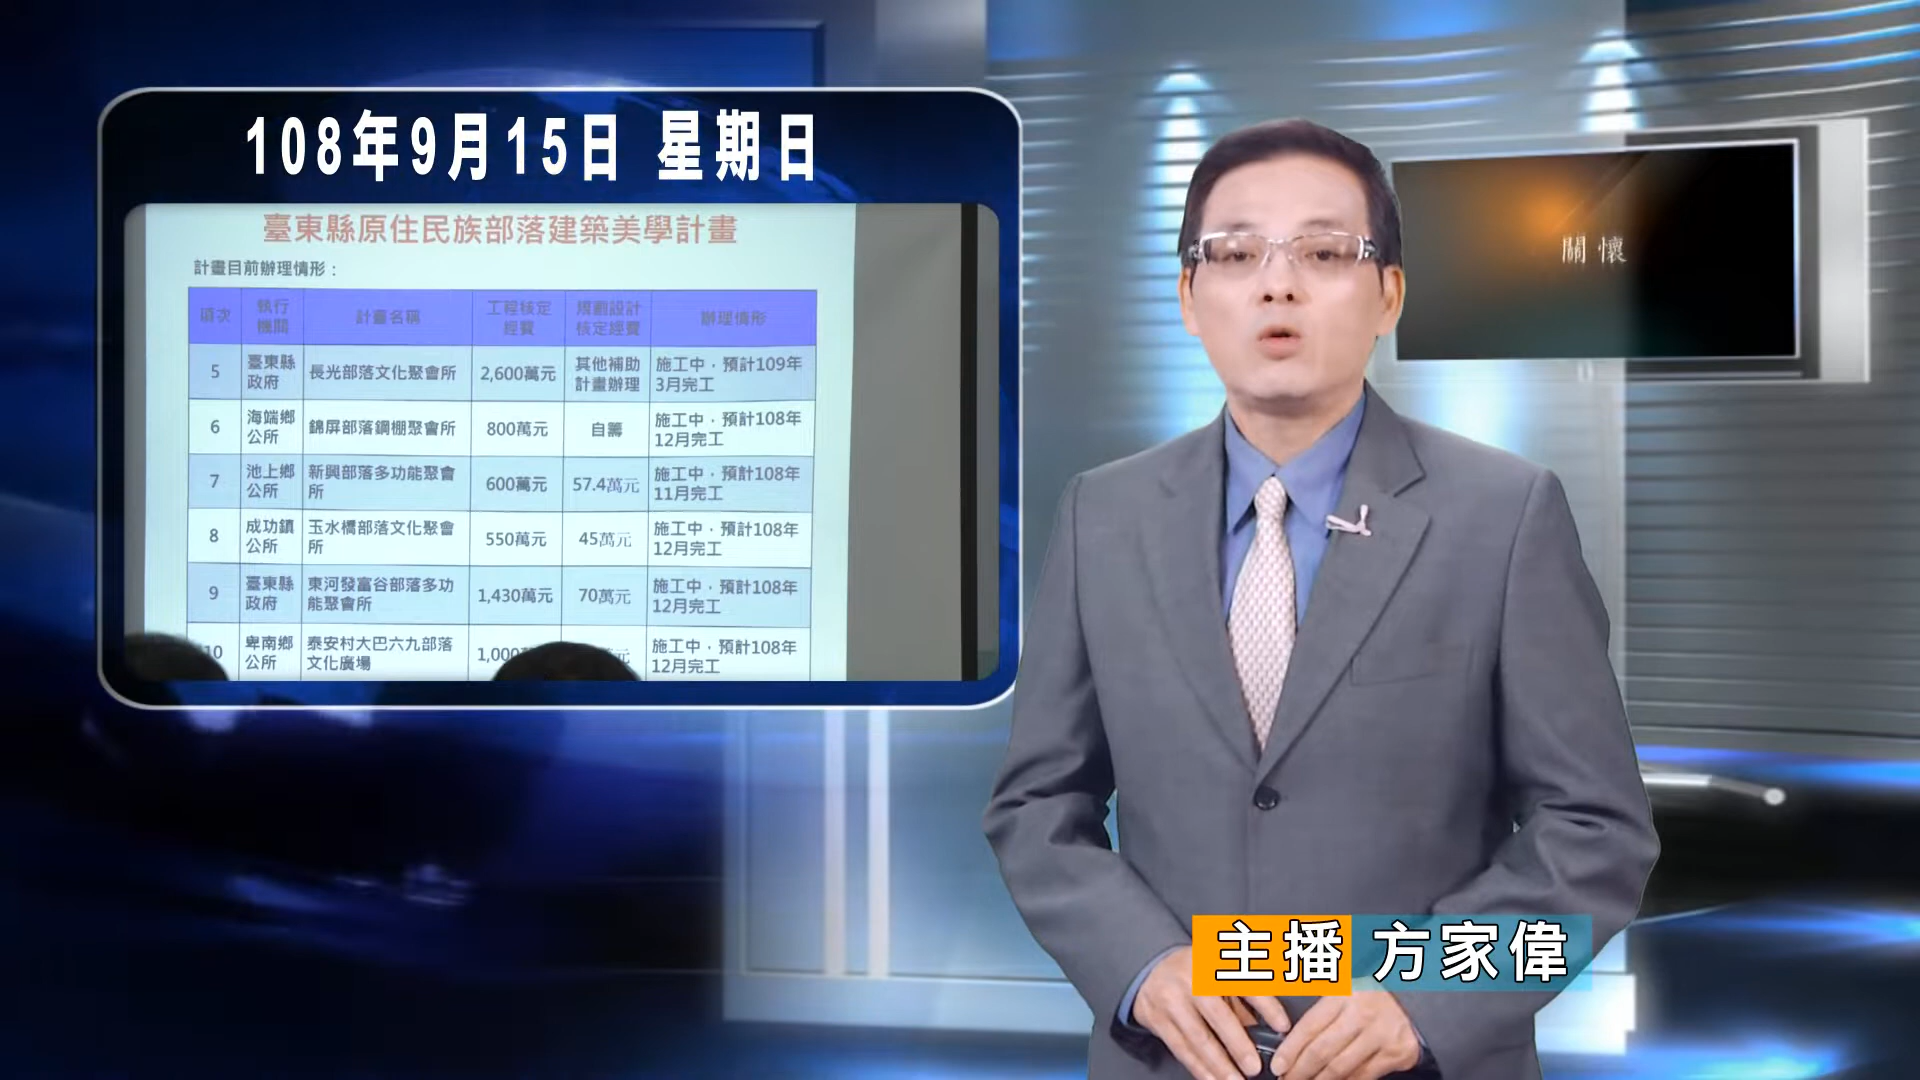 108年9月15日 星期日
臺東縣原住民族部落建築美學計畫
計畫目前辦理情形：
項次 執行機關 計畫名稱 工程核定經費 規劃設計核定經費 辦理情形
5 臺東縣政府 長光部落文化聚會所 2,600萬元 其他補助計畫辦理 施工中，預計109年3月完工
6 海端鄉公所 錦屏部落鋼棚聚會所 800萬元 自籌 施工中，預計108年12月完工
7 池上鄉公所 新興部落多功能聚會所 600萬元 57.4萬元 施工中，預計108年11月完工
8 成功鎮公所 玉水橋部落文化聚會所 550萬元 45萬元 施工中，預計108年12月完工
9 臺東縣政府 東河發富谷部落多功能聚會所 1,430萬元 70萬元 施工中，預計108年12月完工
10 卑南鄉公所 泰安村大巴六九部落文化廣場 1,000 元 施工中，預計108年12月完工
關懷
主播 方家偉